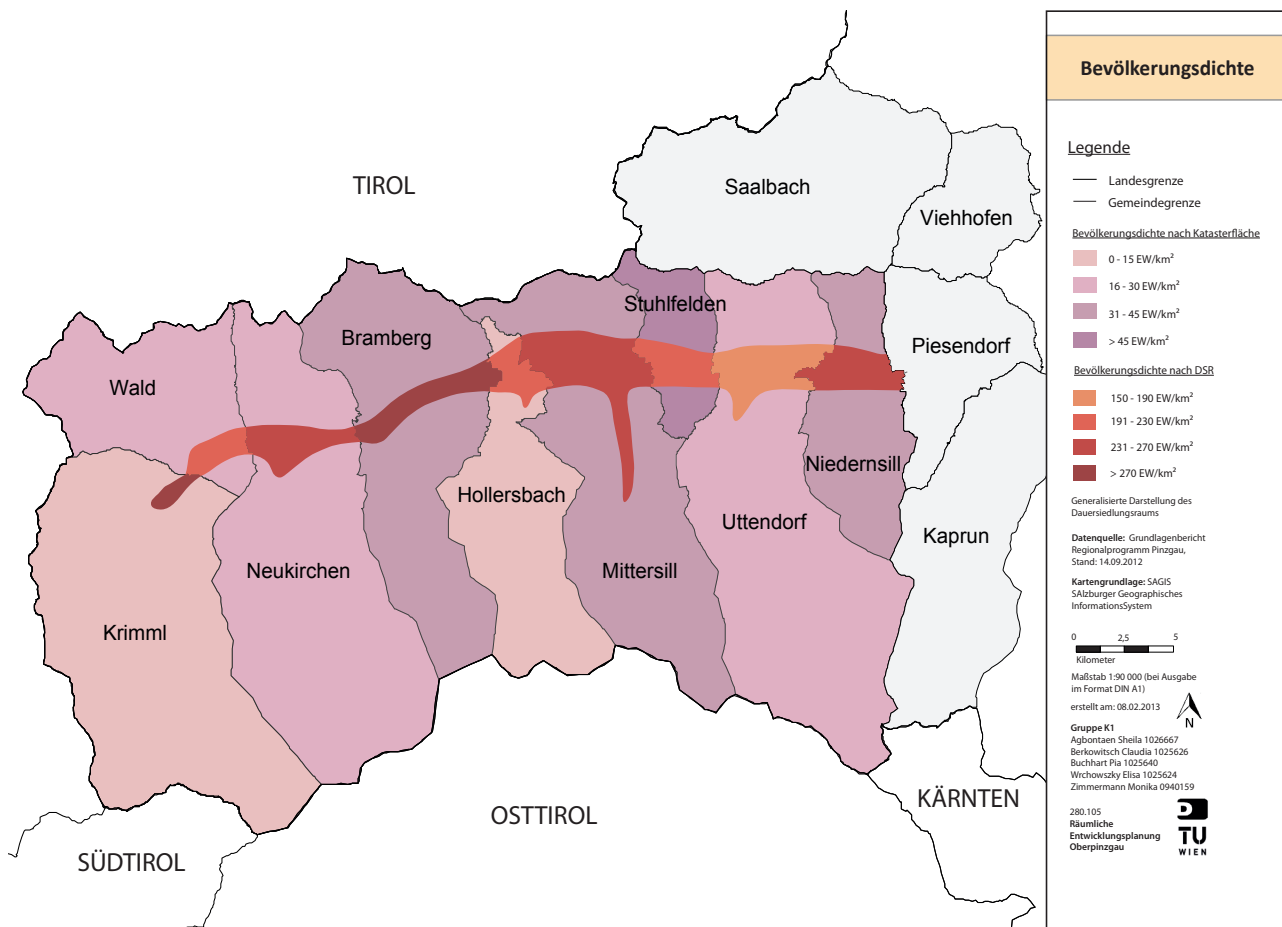 Bevölkerungsdichte
Legende
Landesgrenze
Gemeindegrenze
Bevölkerungsdichte nach Katasterfläche
0 - 15 EW/km²
16 - 30 EW/km²
31 - 45 EW/km²
> 45 EW/km²
Bevölkerungsdichte nach DSR
150 - 190 EW/km²
191 - 230 EW/km²
231 - 270 EW/km²
> 270 EW/km²
Generalisierte Darstellung des
Dauersiedlungsraums
Datenquelle: Grundlagenbericht
Regionalprogramm Pinzgau,
Stand: 14.09.2012
Kartengrundlage: SAGIS
SAlzburger Geographisches
InformationsSystem
0 2,5 5
Kilometer
Maßstab 1:90 000 (bei Ausgabe
im Format DIN A1)
erstellt am: 08.02.2013
N
Gruppe K1
Agbontaen Sheila 1026667
Berkowitsch Claudia 1025626
Buchhart Pia 1025640
Wrchowszky Elisa 1025624
Zimmermann Monika 0940159
280.105
Räumliche
Entwicklungsplanung
Oberpinzgau
TU
WIEN
TIROL
Saalbach
Viehhofen
Stuhlfelden
Bramberg
Piesendorf
Wald
Niedernsill
Hollersbach
Uttendorf
Kaprun
Neukirchen
Mittersill
Krimml
KÄRNTEN
OSTTIROL
SÜDTIROL